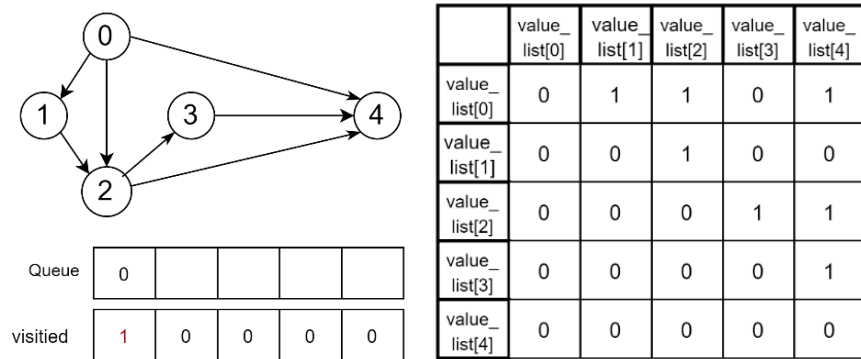 0
1
3
4
2
Queue
0
visitied
1
0
0
0
0
value_
list[0]
value_
list[1]
value_
list[2]
value_
list[3]
value_
list[4]
value_
list[0]
0
1
1
0
1
value_
list[1]
0
0
1
0
0
value_
list[2]
0
0
0
1
1
value_
list[3]
0
0
0
0
1
value_
list[4]
0
0
0
0
0